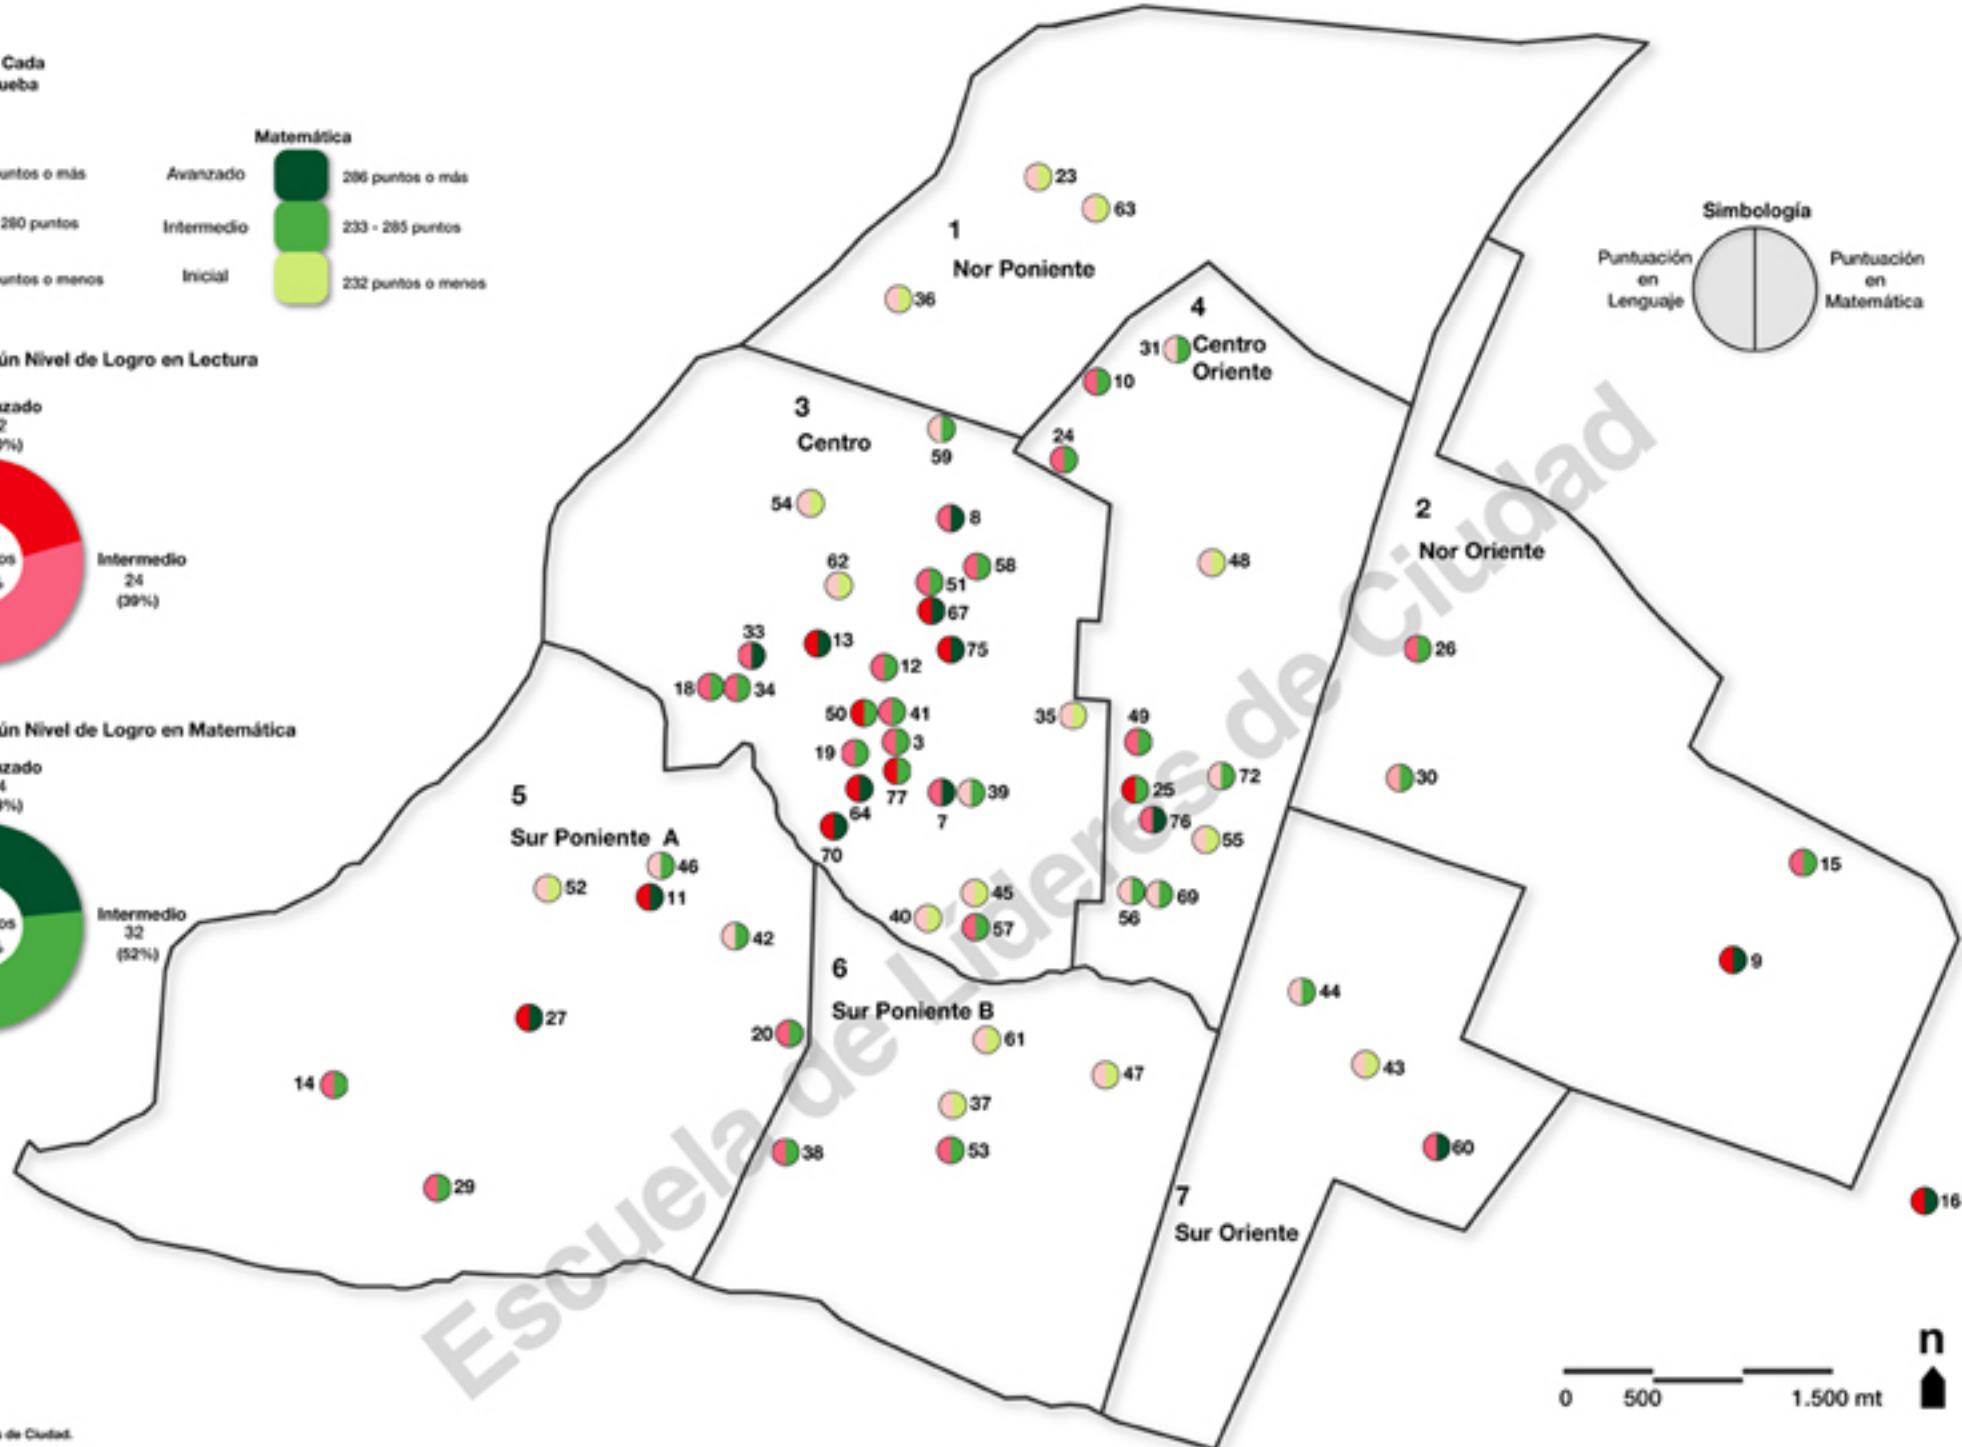 Cada
ueba
Matemática
untos o más
Avanzado
286 puntos o más
280 puntos
Intermedio
233 - 285 puntos
untos o menos
Inicial
232 puntos o menos
ún Nivel de Logro en Lectura
zado
2
Intermedio
24
(39%)
os
%
ún Nivel de Logro en Matemática
zado
4
Intermedio
32
(52%)
os
%
s de Ciudad.
Simbología
Puntuación
en
Lenguaje
Puntuación
en
Matemática
1
Nor Poniente
23
63
36
4
Centro
Oriente
31
10
24
48
49
72
25
76
55
56
69
3
Centro
59
54
8
62
58
51
67
33
13
75
12
18
34
50
41
35
19
3
77
64
7
39
70
45
40
57
2
Nor Oriente
26
30
15
9
16
5
Sur Poniente A
46
52
11
42
27
20
14
29
38
6
Sur Poniente B
61
47
37
53
7
Sur Oriente
44
43
60
Escuela de Líderes de Ciudad
n
0 500 1.500 mt